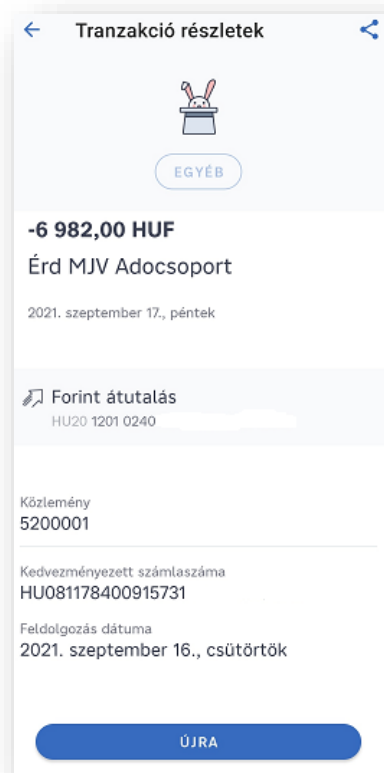 Tranzakció részletek
EGYÉB
-6 982,00 HUF
Érd MJV Adocsoport
2021. szeptember 17., péntek
Forint átutalás
HU20 1201 0240
Közlemény
5200001
Kedvezményezett számlaszáma
HU081178400915731
Feldolgozás dátuma
2021. szeptember 16., csütörtök
ÚJRA